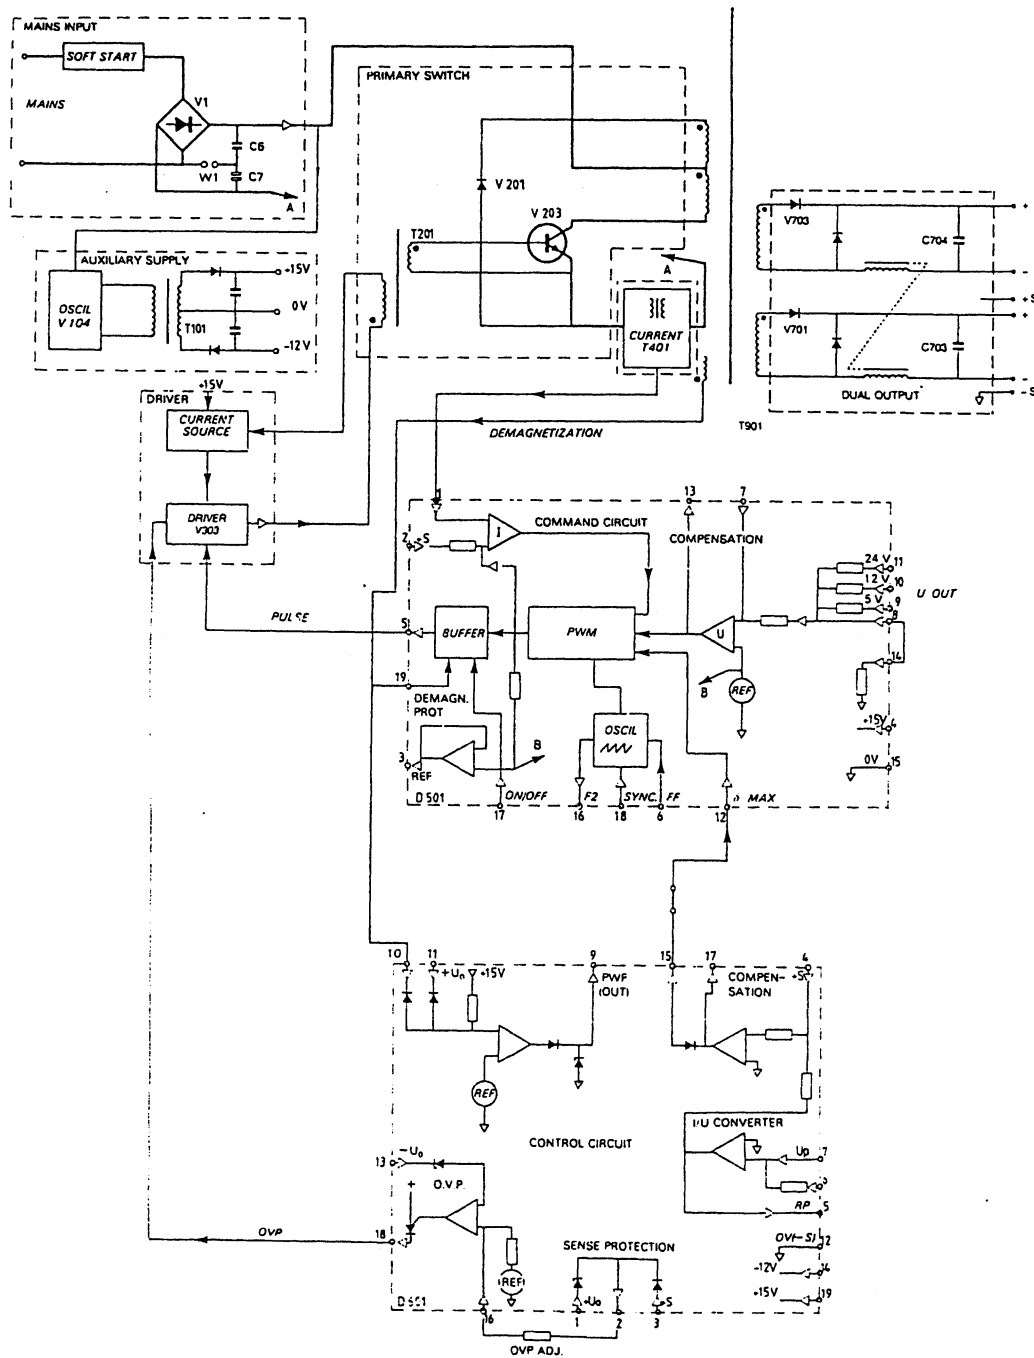 MAINS INPUT
SOFT START
MAINS
V1
C6
W1
C7
A
PRIMARY SWITCH
V 201
V 203
T201
A
CURRENT
T401
V703
C704
+
-
+S
V701
C703
+
-
-S
DUAL OUTPUT
T901
AUXILIARY SUPPLY
OSCIL
V 104
T101
+15V
0V
-12V
+15V
DRIVER
CURRENT
SOURCE
DRIVER
V303
DEMAGNETIZATION
13
7
2
+S
I
COMMAND CIRCUIT
COMPENSATION
24 V
11
12 V
10
5 V
9
8
U OUT
PULSE
5
BUFFER
PWM
U
14
19
DEMAGN.
PROT
B
REF
OSCIL
+15V
4
3
REF
B
0V
15
D 501
ON/OFF
F2
SYNC.
FF
MAX
17
16
18
6
12
10
11
9
15
17
4
+U₀
+15V
PWF
(OUT)
COMPEN-
SATION
+S
REF
I/U CONVERTER
CONTROL CIRCUIT
Up
7
13
-U₀
+
O.V.P.
RP
5
18
OVP
SENSE PROTECTION
12
REF
-12V
14
+15V
19
+U₀
+S
16
1
2
3
OVP ADJ.